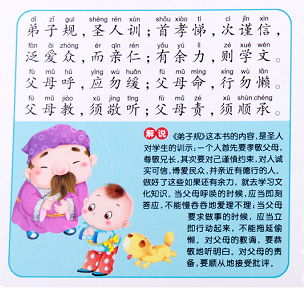 dì zǐ guī shèng rén xùn shǒu xiào tì cì jǐn xìn
弟子规，圣人训；首孝悌，次谨信，
fàn ài zhòng ér qīn rén yǒu yú lì zé xué wén
泛爱众，而亲仁；有余力，则学文。
fù mǔ hū yìng wù huǎn fù mǔ mìng xíng wù lǎn
父母呼，应勿缓；父母命，行勿懒。
fù mǔ jiào xū jìng tīng fù mǔ zé xū shùn chéng
父母教，须敬听；父母责，须顺承。
解说 《弟子规》这本书的内容，是圣人
对学生的训示：一个人首先要孝敬父母，
尊敬兄长，其次要对己谨慎约束，对人诚
实可信，博爱民众，并亲近有德行的人。
做好了这些如果还有余力，就去学习文
化知识。当父母呼唤的时候，应当即刻
答应，不能慢吞吞地爱理不理；当父母
要求做事的时候，应当立
即行动起来，不能拖延偷
懒。对父母的教诲，要恭
敬地听明白。对父母的责
备，要顺从地接受批评。